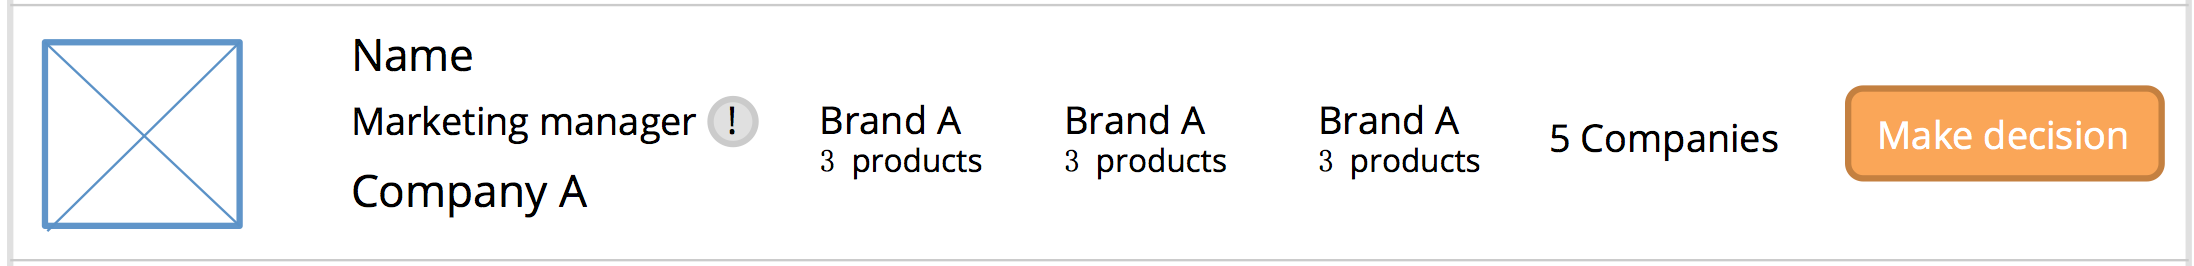 Name
Marketing manager !
Company A
Brand A
3 products
Brand A
3 products
Brand A
3 products
5 Companies
Make decision